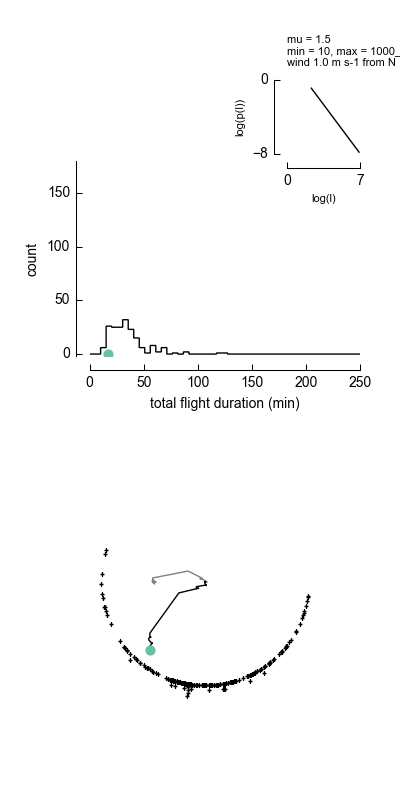 mu = 1.5
min = 10, max = 1000_
wind 1.0 m s-1 from N
0
log(p(l))
−8
0 7
log(l)
150
100
50
0
count
0 50 100 150 200 250
total flight duration (min)